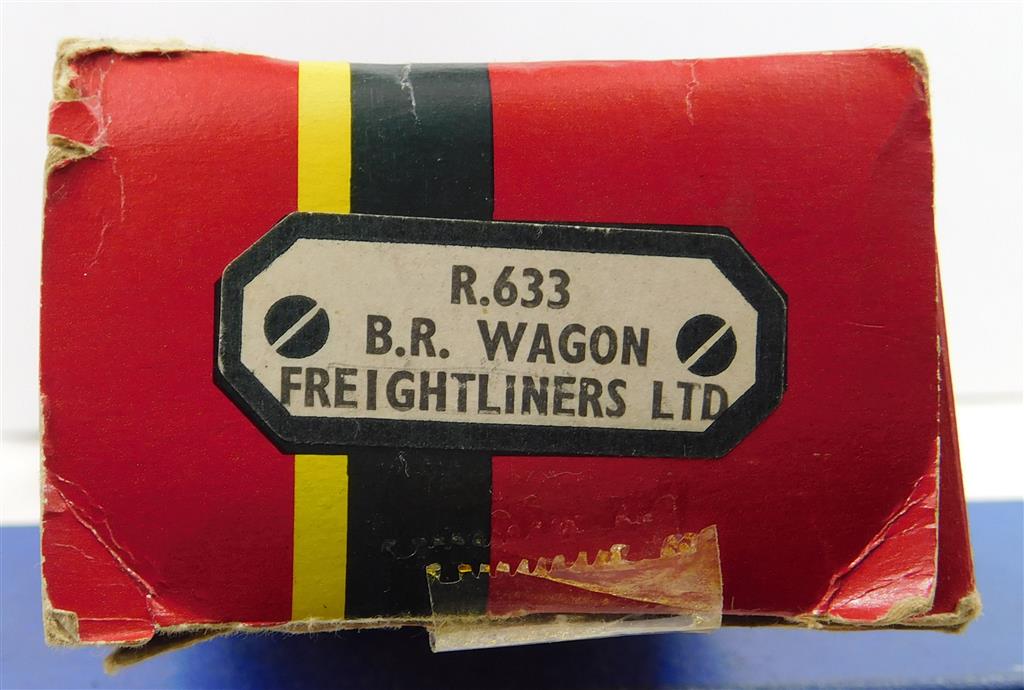 R.633
B.R. WAGON
FREIGHTLINERS LTD